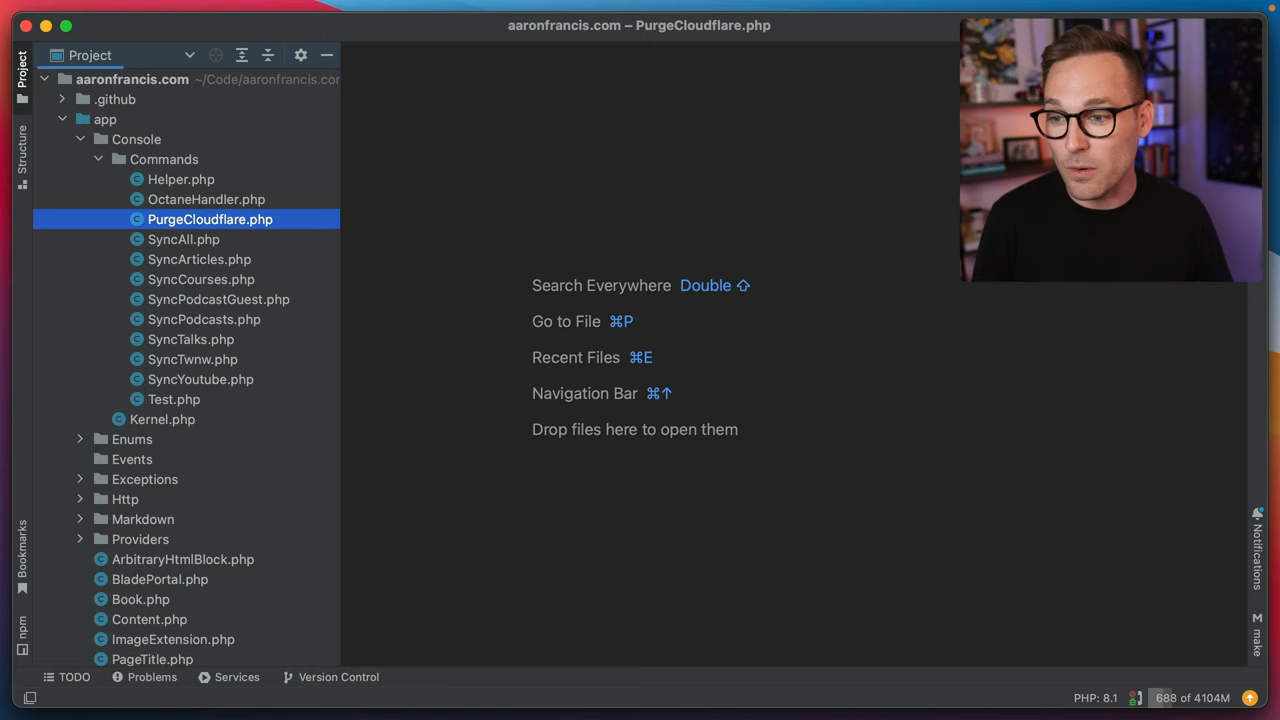 aaronfrancis.com – PurgeCloudflare.php
Project
Project
aaronfrancis.com ~/Code/aaronfrancis.cor
.github
app
Console
Commands
Helper.php
OctaneHandler.php
PurgeCloudflare.php
SyncAll.php
SyncArticles.php
SyncCourses.php
SyncPodcastGuest.php
SyncPodcasts.php
SyncTalks.php
SyncTwnw.php
SyncYoutube.php
Test.php
Kernel.php
Enums
Events
Exceptions
Http
Markdown
Providers
ArbitraryHtmlBlock.php
BladePortal.php
Book.php
Content.php
ImageExtension.php
PageTitle.php
Structure
Bookmarks
npm
Search Everywhere Double ⇧
Go to File ⌘P
Recent Files ⌘E
Navigation Bar ⌘↑
Drop files here to open them
Notifications
M make
TODO Problems Services Version Control
PHP: 8.1 688 of 4104M